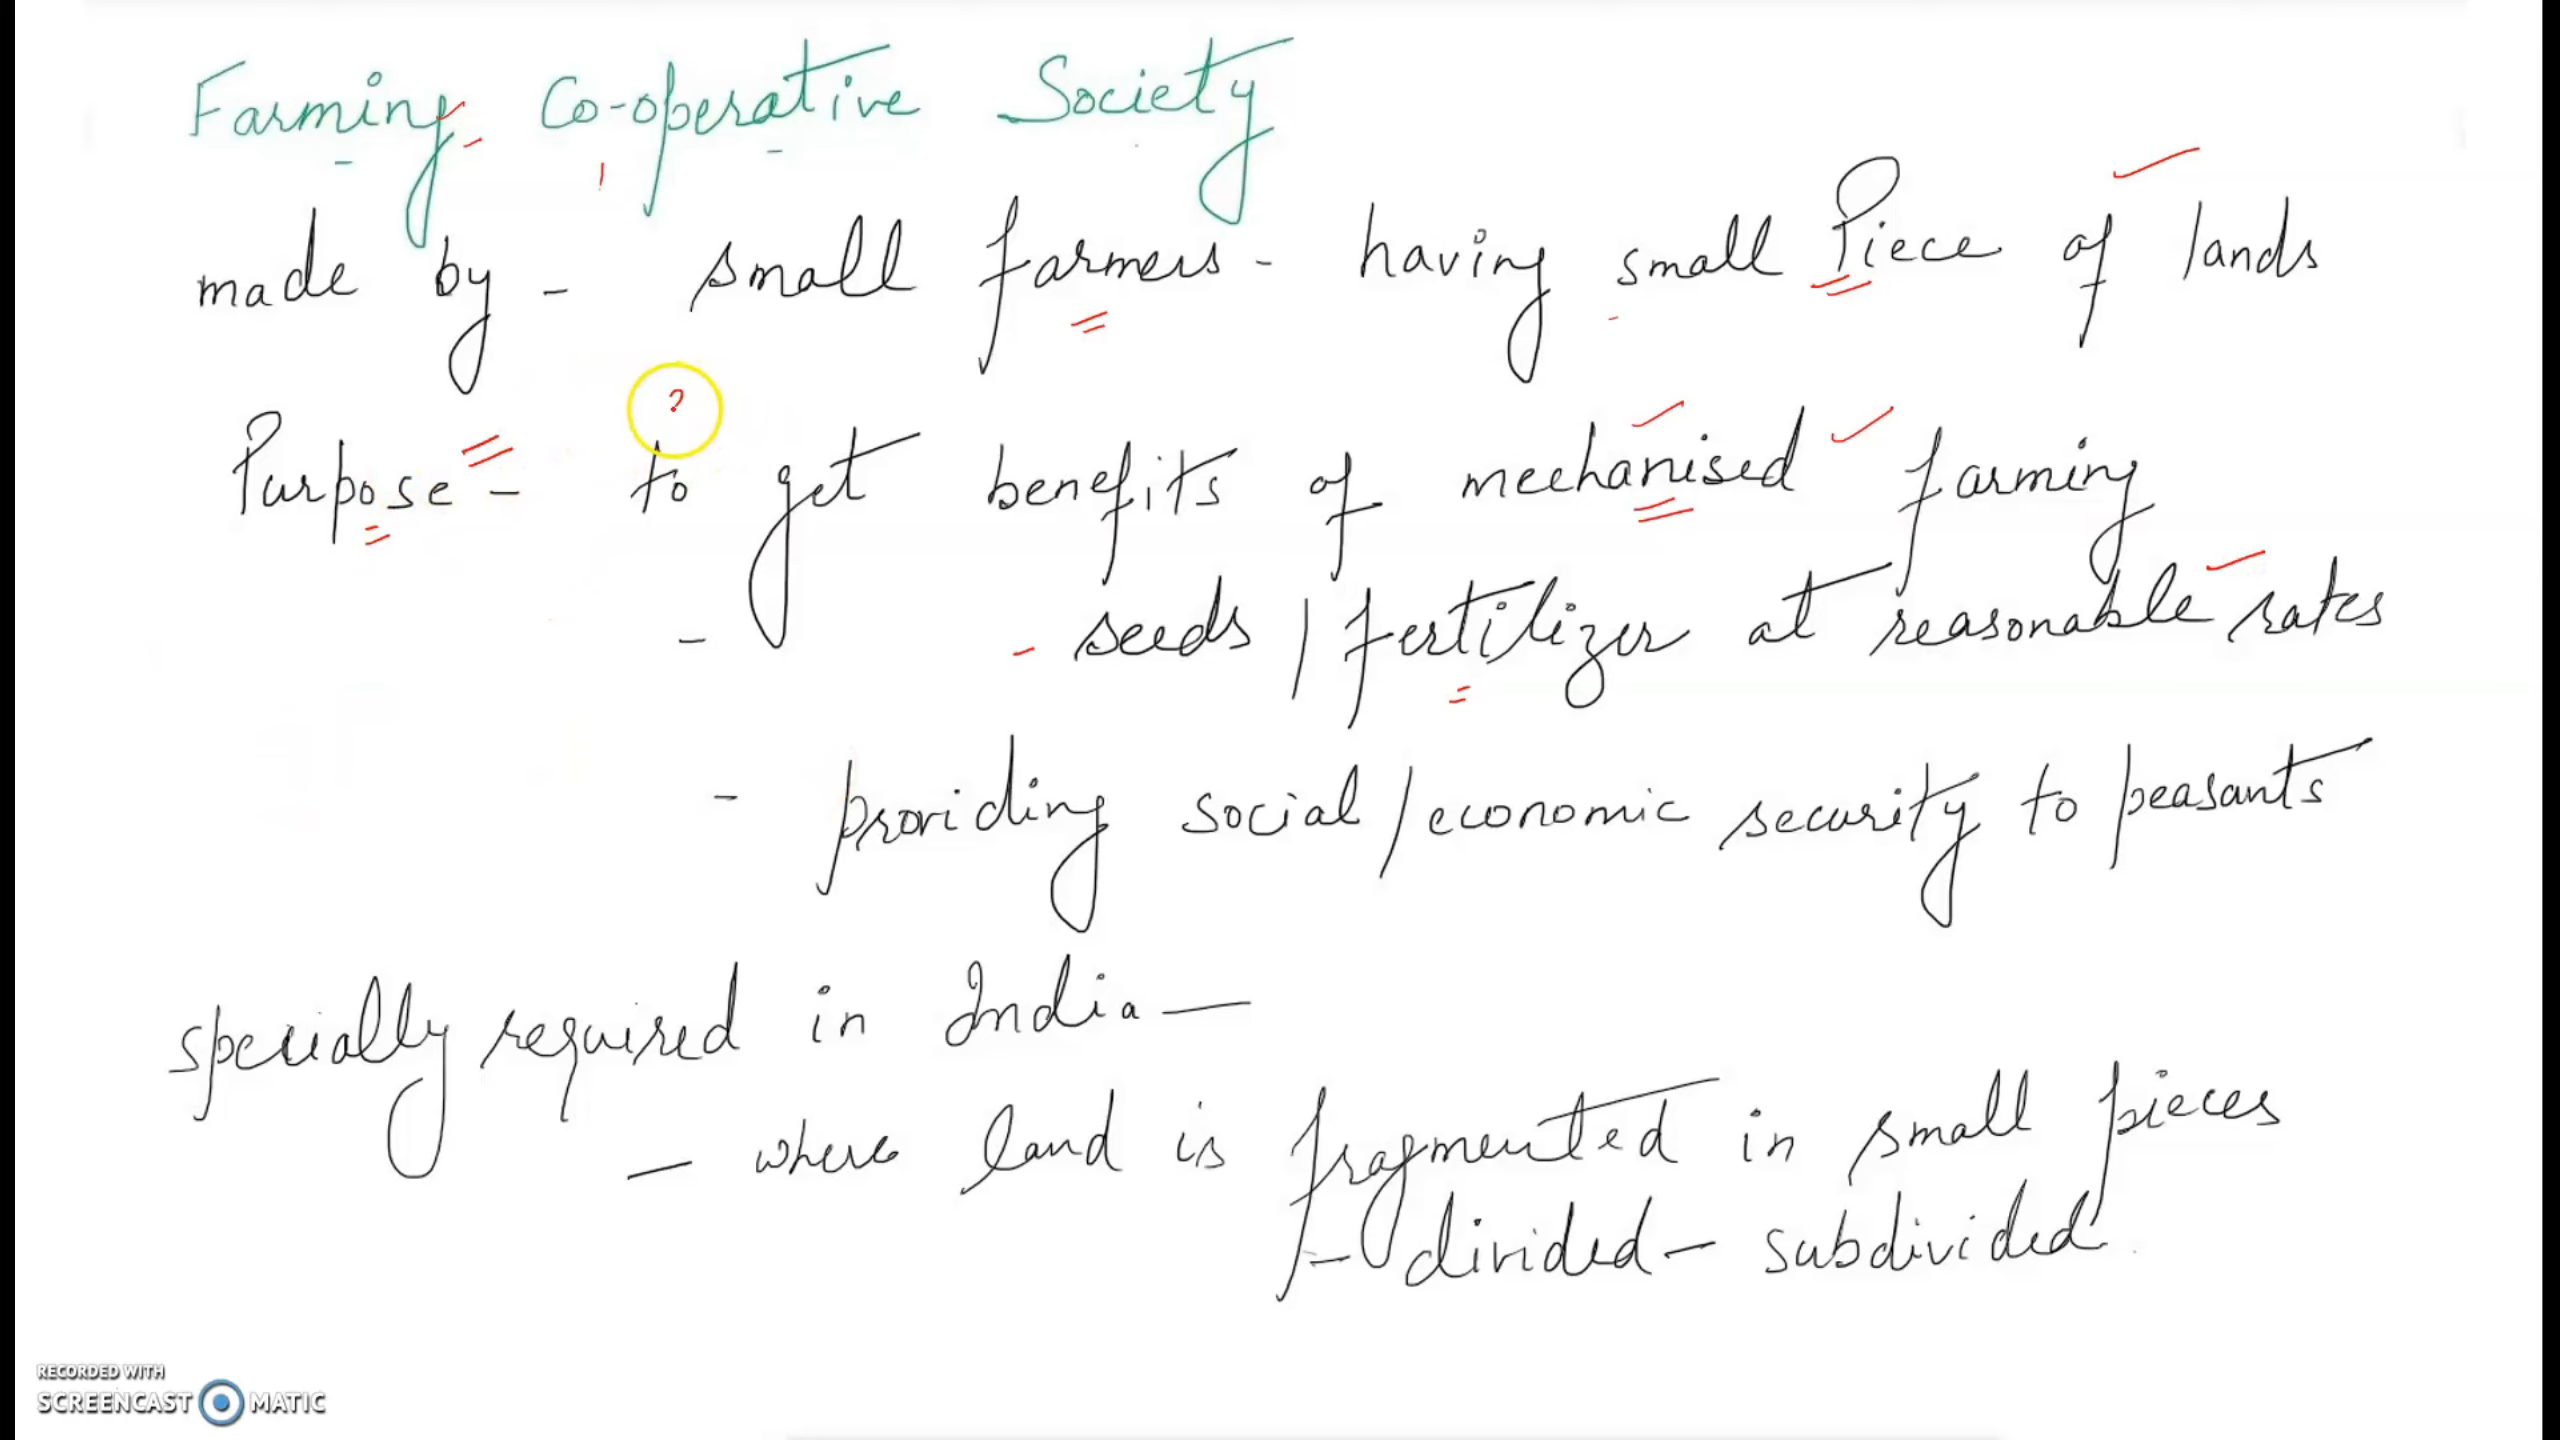 Farming Co-operative Society
made by - small farmers - having small Piece of lands
?
Purpose - to get benefits of mechanised farming
- - seeds / fertilizer at reasonable rates
- providing social / economic security to peasants
specially required in India —
— where land is fragmented in small pieces
- divided - subdivided
RECORDED WITH
SCREENCAST MATIC